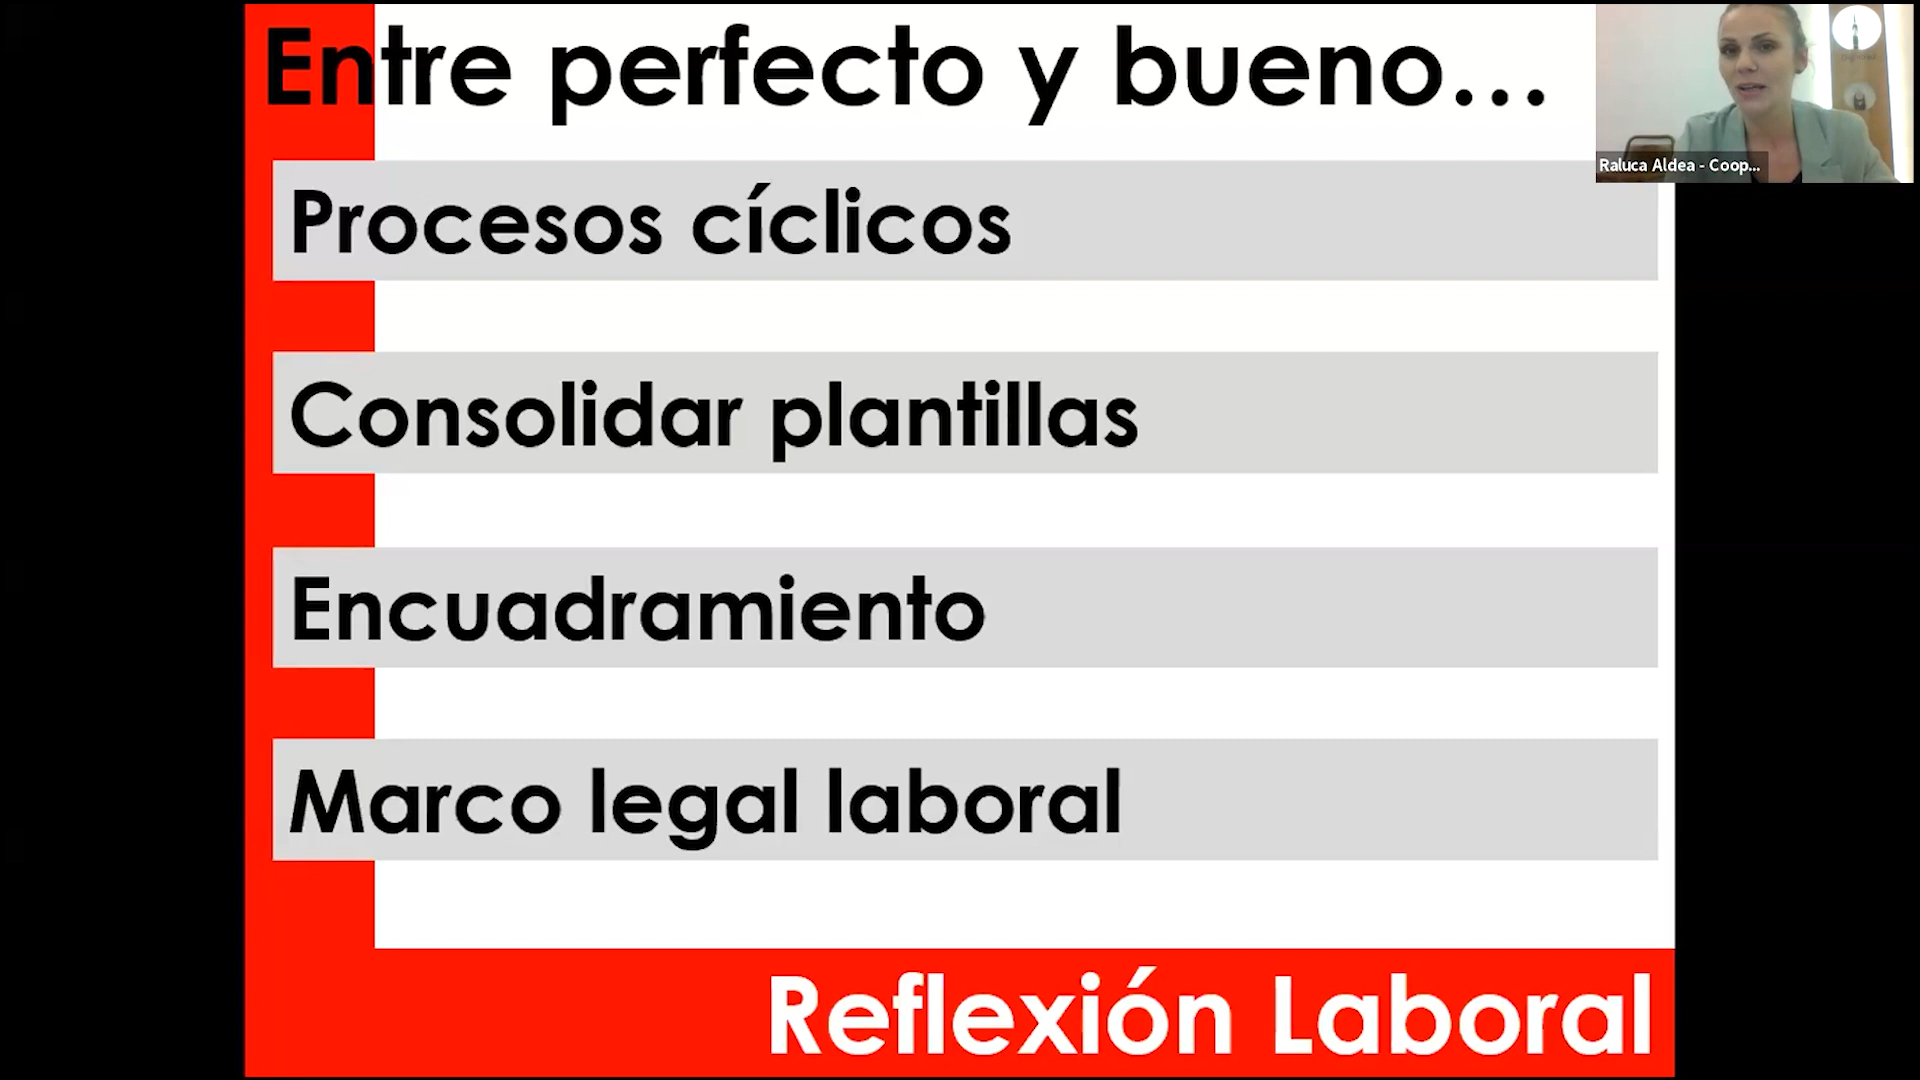 Entre perfecto y bueno...
Raluca Aldea - Coop...
Procesos cíclicos
Consolidar plantillas
Encuadramiento
Marco legal laboral
Reflexión Laboral